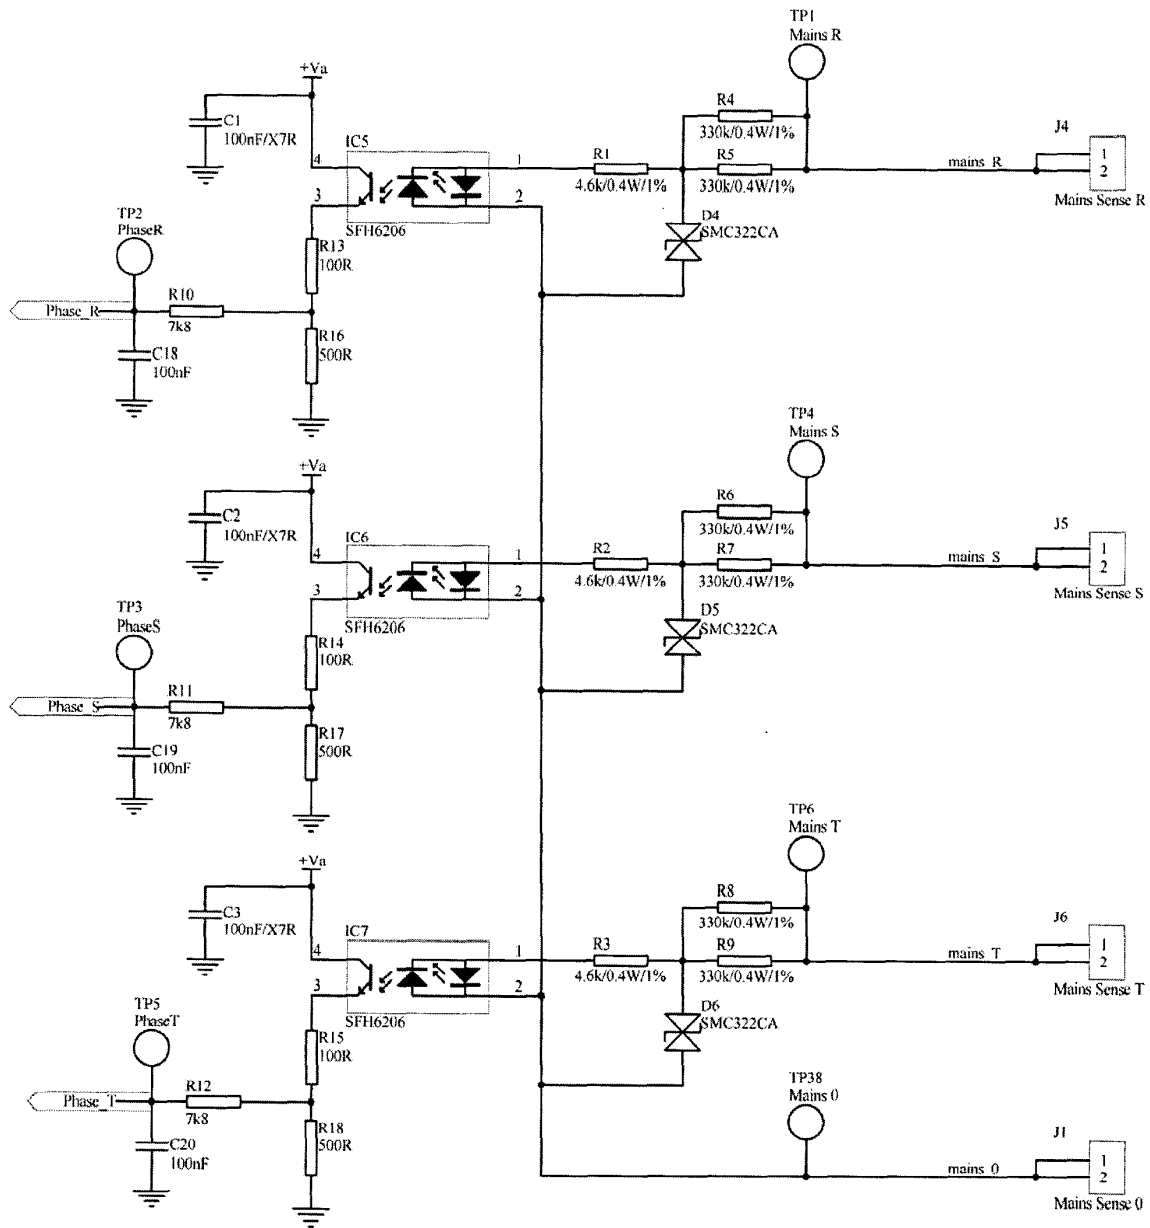 TP1
Mains R
+Va
C1
100nF/X7R
4
IC5
3
SFH6206
1
2
R1
4.6k/0.4W/1%
R4
330k/0.4W/1%
R5
330k/0.4W/1%
mains_R
J4
1
2
Mains Sense R
D4
SMC322CA
TP2
PhaseR
R13
100R
Phase_R
R10
7k8
C18
100nF
R16
500R
TP4
Mains S
+Va
C2
100nF/X7R
4
IC6
3
SFH6206
1
2
R2
4.6k/0.4W/1%
R6
330k/0.4W/1%
R7
330k/0.4W/1%
mains_S
J5
1
2
Mains Sense S
D5
SMC322CA
TP3
PhaseS
R14
100R
Phase_S
R11
7k8
C19
100nF
R17
500R
TP6
Mains T
+Va
C3
100nF/X7R
4
IC7
3
SFH6206
1
2
R3
4.6k/0.4W/1%
R8
330k/0.4W/1%
R9
330k/0.4W/1%
mains_T
J6
1
2
Mains Sense T
D6
SMC322CA
TP5
PhaseT
R15
100R
Phase_T
R12
7k8
C20
100nF
R18
500R
TP38
Mains 0
mains_0
J1
1
2
Mains Sense 0